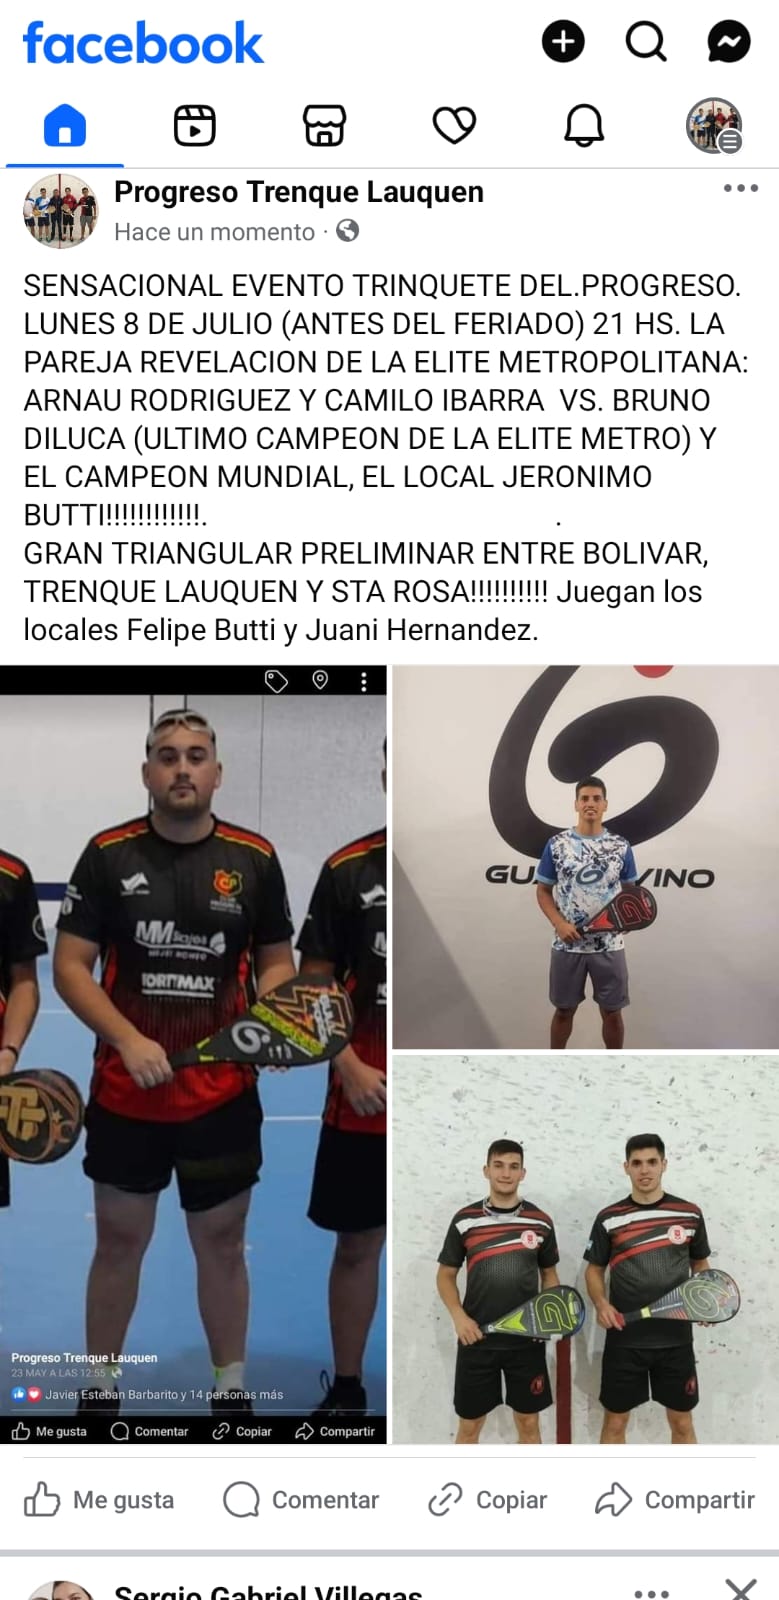 facebook
Progreso Trenque Lauquen
Hace un momento ·
SENSACIONAL EVENTO TRINQUETE DEL.PROGRESO.
LUNES 8 DE JULIO (ANTES DEL FERIADO) 21 HS. LA
PAREJA REVELACION DE LA ELITE METROPOLITANA:
ARNAU RODRIGUEZ Y CAMILO IBARRA  VS. BRUNO
DILUCA (ULTIMO CAMPEON DE LA ELITE METRO) Y
EL CAMPEON MUNDIAL, EL LOCAL JERONIMO
BUTTI!!!!!!!!!!!!. .
GRAN TRIANGULAR PRELIMINAR ENTRE BOLIVAR,
TRENQUE LAUQUEN Y STA ROSA!!!!!!!!!! Juegan los
locales Felipe Butti y Juani Hernandez.
CP
MM
IORTIMAX
GU VINO
Progreso Trenque Lauquen
23 MAY A LAS 12:55
Javier Esteban Barbarito y 14 personas más
Me gusta Comentar Copiar Compartir
Me gusta Comentar Copiar Compartir
Sergio Gabriel Villegas